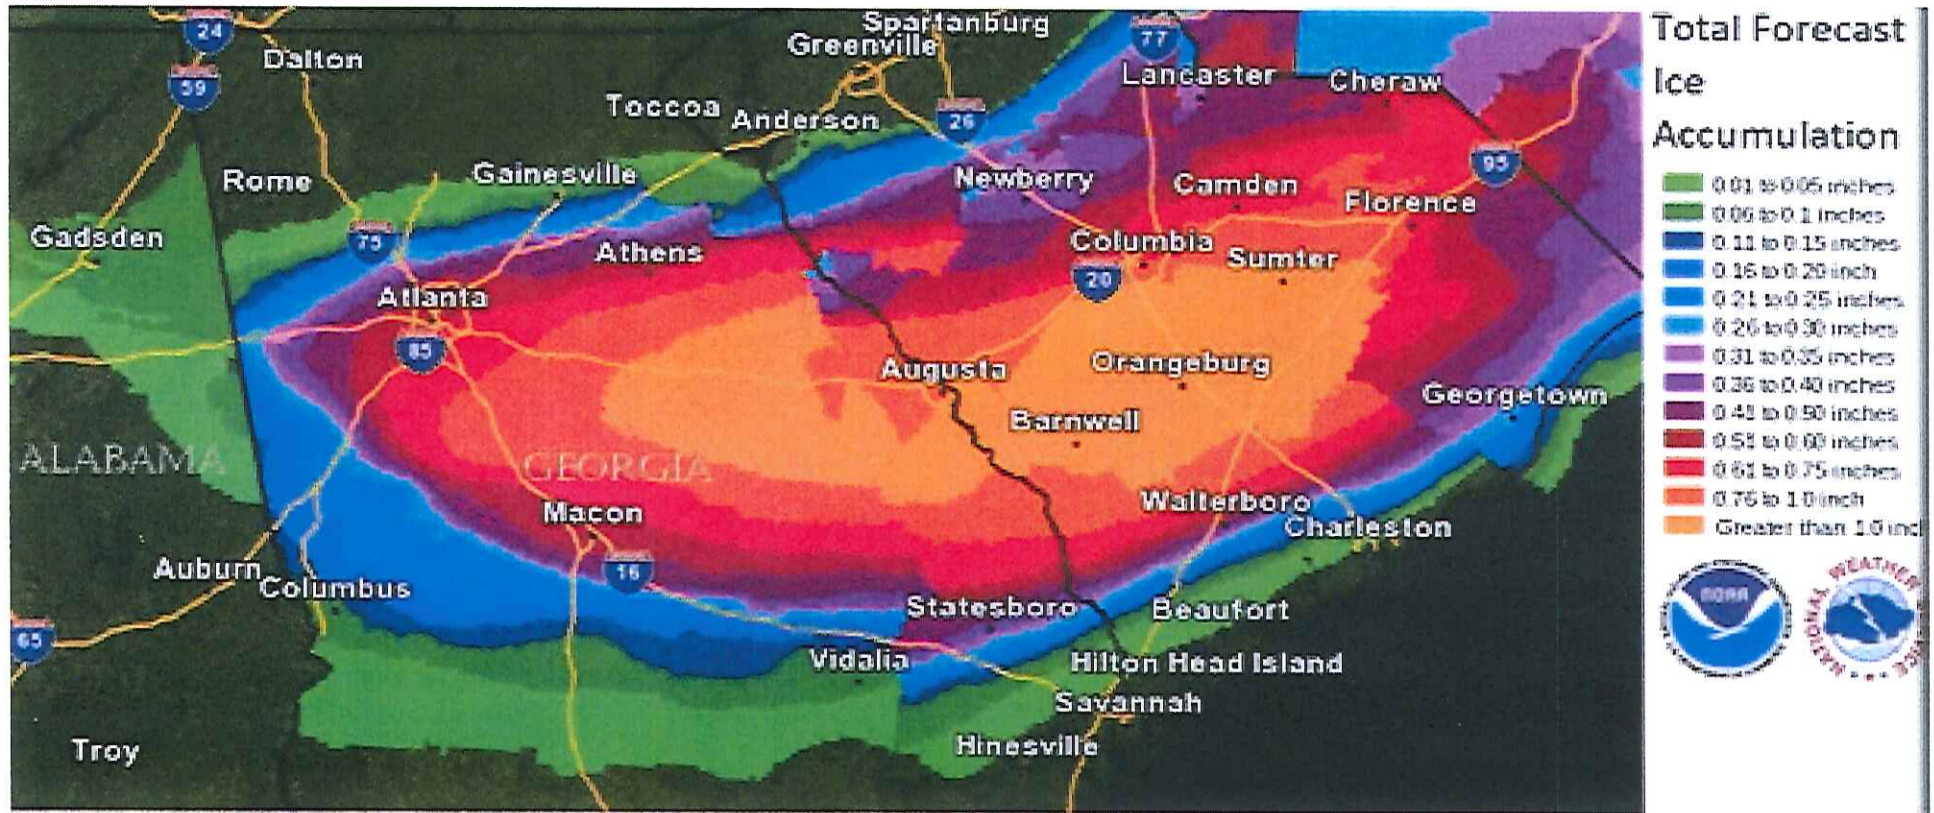 Total Forecast
Ice
Accumulation
0.01 to 0.05 inches
0.06 to 0.1 inches
0.11 to 0.15 inches
0.16 to 0.20 inch
0.21 to 0.25 inches
0.26 to 0.30 inches
0.31 to 0.35 inches
0.36 to 0.40 inches
0.41 to 0.50 inches
0.51 to 0.60 inches
0.61 to 0.75 inches
0.76 to 1.0 inch
Greater than 1.0 inc
NOAA
NATIONAL WEATHER
24
59
Dalton
Spartanburg
Greenville
77
Lancaster
Cheraw
Toccoa
Anderson
26
95
Rome
Gainesville
Newberry
Camden
Florence
Gadsden
75
Athens
Columbia
Sumter
20
Atlanta
85
Augusta
Orangeburg
Georgetown
Barnwell
ALABAMA
GEORGIA
Macon
Walterboro
Charleston
Auburn
Columbus
16
Statesboro
Beaufort
65
Vidalia
Hilton Head Island
Savannah
Troy
Hinesville